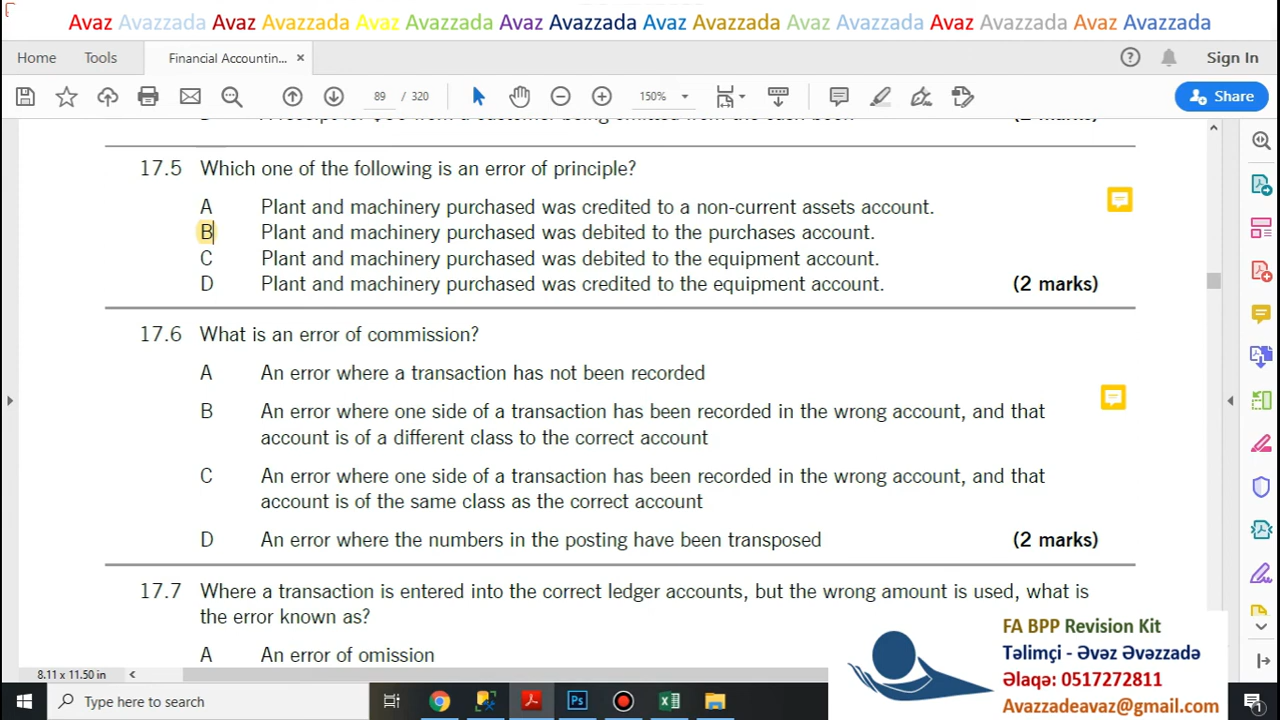 Avaz Avazzada Avaz Avazzada Avaz Avazzada Avaz Avazzada Avaz Avazzada Avaz Avazzada Avaz Avazzada Avaz Avazzada
Home Tools Financial Accountin... × Sign In
89 / 320 150% Share
17.5 Which one of the following is an error of principle?
A Plant and machinery purchased was credited to a non-current assets account.
B Plant and machinery purchased was debited to the purchases account.
C Plant and machinery purchased was debited to the equipment account.
D Plant and machinery purchased was credited to the equipment account. (2 marks)
17.6 What is an error of commission?
A An error where a transaction has not been recorded
B An error where one side of a transaction has been recorded in the wrong account, and that
account is of a different class to the correct account
C An error where one side of a transaction has been recorded in the wrong account, and that
account is of the same class as the correct account
D An error where the numbers in the posting have been transposed (2 marks)
17.7 Where a transaction is entered into the correct ledger accounts, but the wrong amount is used, what is
the error known as?
A An error of omission
FA BPP Revision Kit
Təlimçi - Əvəz Əvəzzadə
Əlaqə: 0517272811
Avazzadeavaz@gmail.com
8.11 x 11.50 in
Type here to search